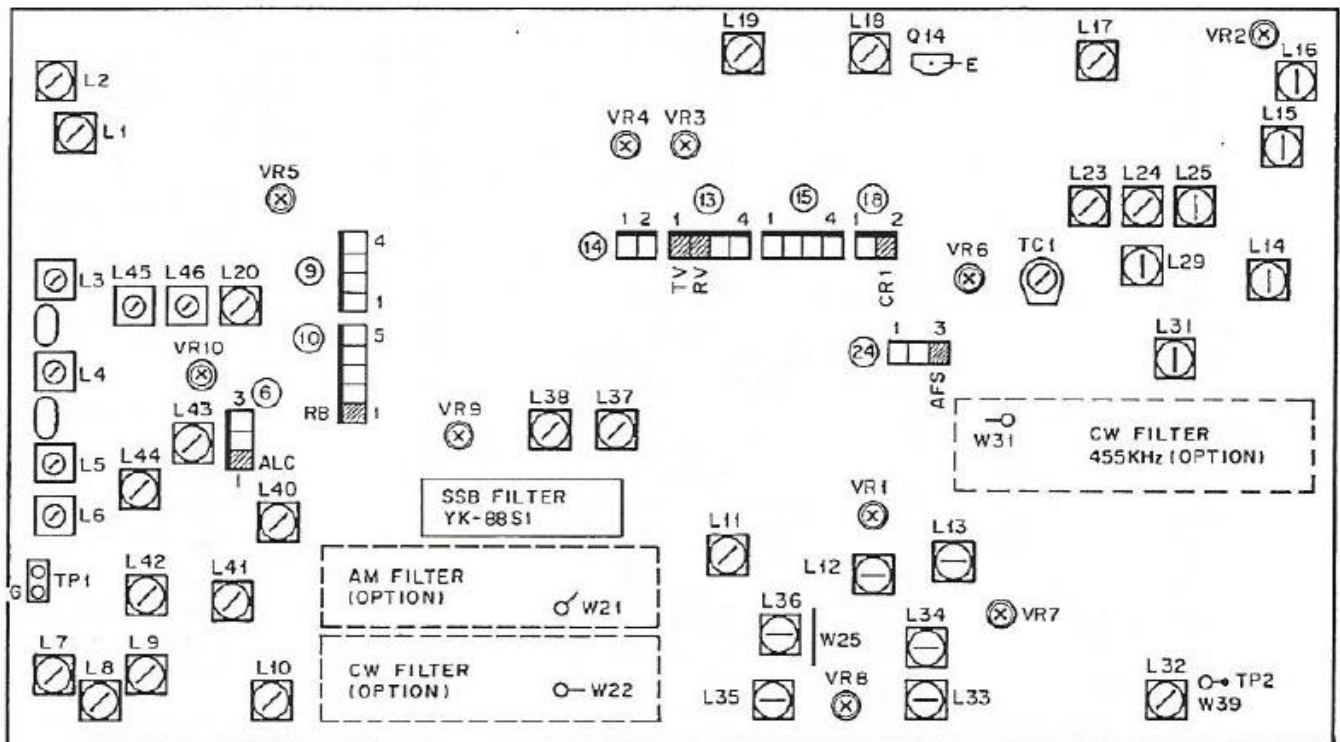 L19
L18
Q14
E
L17
VR2
L16
L2
L1
L15
VR4
VR3
VR5
L23
L24
L25
13
15
18
1 2
1 4
1 4
1 2
14
TV
RV
CR1
VR6
TC1
L29
L14
L3
L45
L46
L20
9
4
1
10
5
RB
1
1 3
24
AFS
L31
L4
VR10
6
3
L43
ALC
1
VR9
L38
L37
W31
CW FILTER
455KHz (OPTION)
L5
L44
L6
L40
SSB FILTER
YK-88S1
VR1
L11
L13
L12
G
TP1
L42
L41
AM FILTER
(OPTION)
W21
L36
W25
L34
VR7
L7
L8
L9
L10
CW FILTER
(OPTION)
W22
L35
VR8
L33
L32
TP2
W39